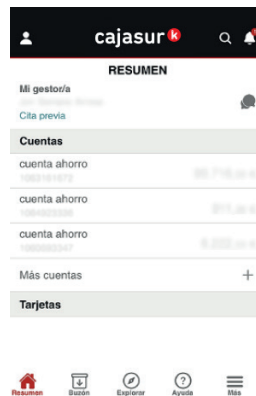 cajasur k
RESUMEN
Mi gestor/a
Cita previa
Cuentas
cuenta ahorro
cuenta ahorro
cuenta ahorro
Más cuentas +
Tarjetas
Resumen Buzón Explorar Ayuda Más